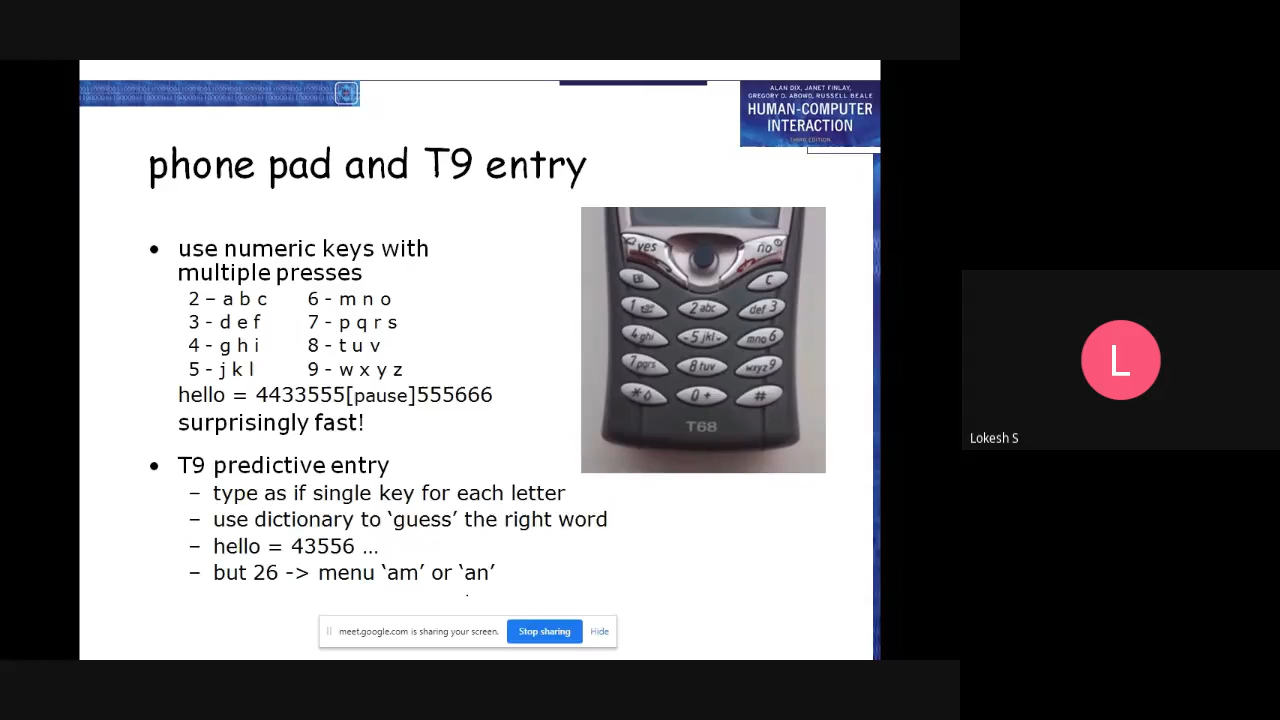 ALAN DIX, JANET FINLAY,
GREGORY D. ABOWD, RUSSELL BEALE
HUMAN-COMPUTER
INTERACTION
THIRD EDITION
phone pad and T9 entry
• use numeric keys with
multiple presses
2 – a b c 6 - m n o
3 - d e f 7 - p q r s
4 - g h i 8 - t u v
5 - j k l 9 - w x y z
hello = 4433555[pause]555666
surprisingly fast!
yes no
C
1 2 abc def 3
4 ghi 5 jkl mno 6
7 pqrs 8 tuv wxyz 9
* 0 + #
T68
• T9 predictive entry
– type as if single key for each letter
– use dictionary to ‘guess’ the right word
– hello = 43556 …
– but 26 -> menu ‘am’ or ‘an’
meet.google.com is sharing your screen. Stop sharing Hide
L
Lokesh S